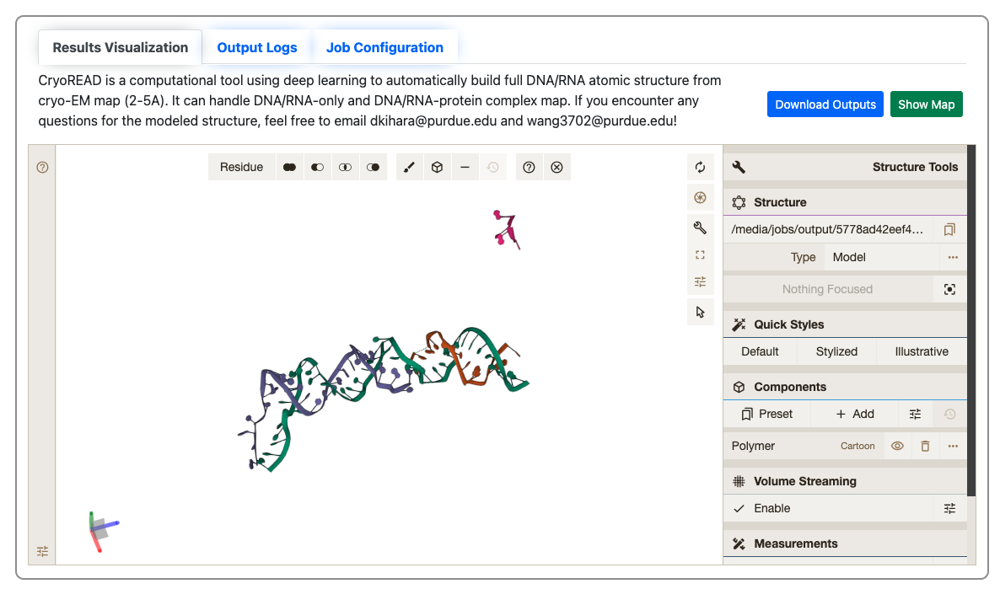 Results Visualization
Output Logs
Job Configuration
CryoREAD is a computational tool using deep learning to automatically build full DNA/RNA atomic structure from
cryo-EM map (2-5A). It can handle DNA/RNA-only and DNA/RNA-protein complex map. If you encounter any
questions for the modeled structure, feel free to email dkihara@purdue.edu and wang3702@purdue.edu!
Download Outputs
Show Map
Residue
Structure Tools
Structure
/media/jobs/output/5778ad42eef4...
Type Model
Nothing Focused
Quick Styles
Default Stylized Illustrative
Components
Preset + Add
Polymer Cartoon
Volume Streaming
Enable
Measurements